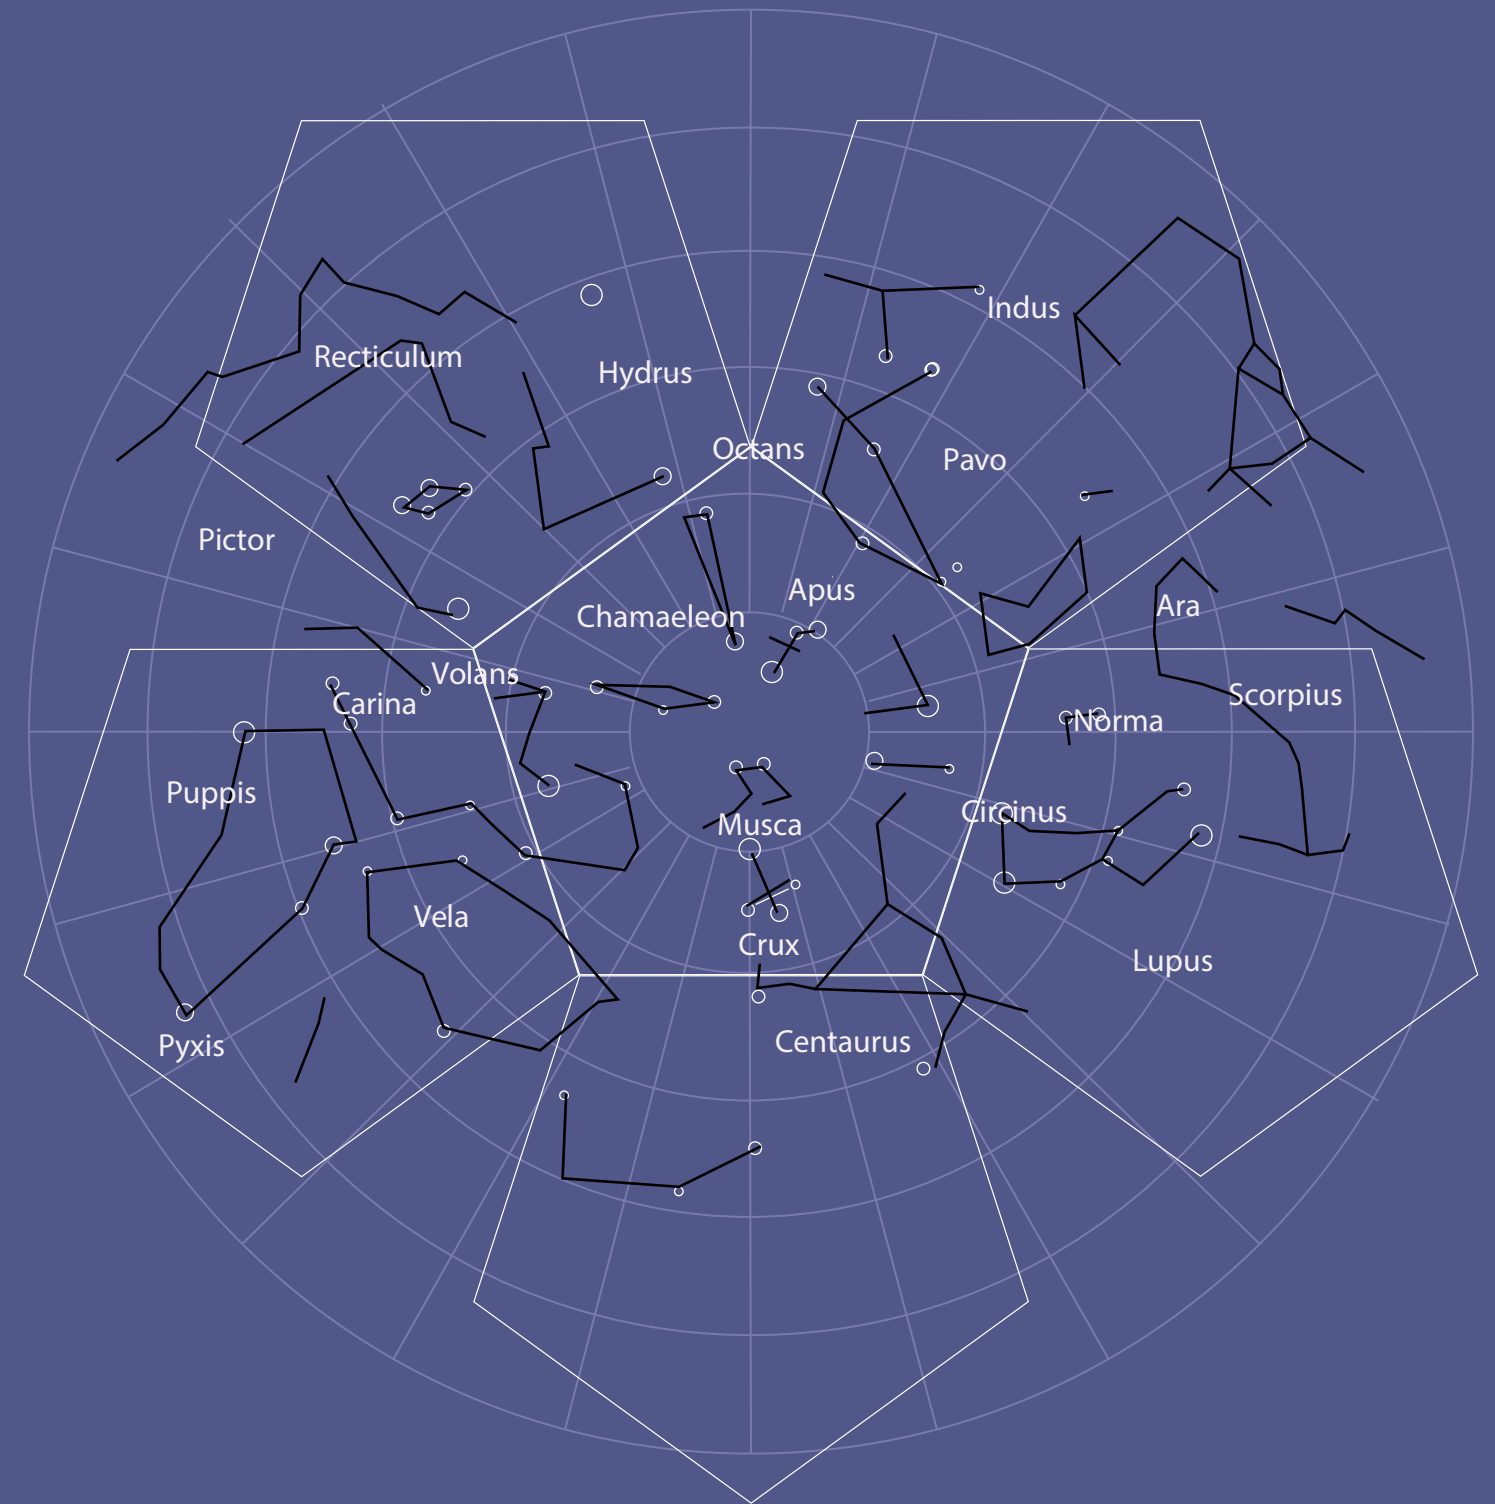 Indus
Recticulum
Hydrus
Octans
Pavo
Pictor
Apus
Ara
Chamaeleon
Volans
Scorpius
Carina
Norma
Puppis
Circinus
Musca
Vela
Crux
Lupus
Centaurus
Pyxis